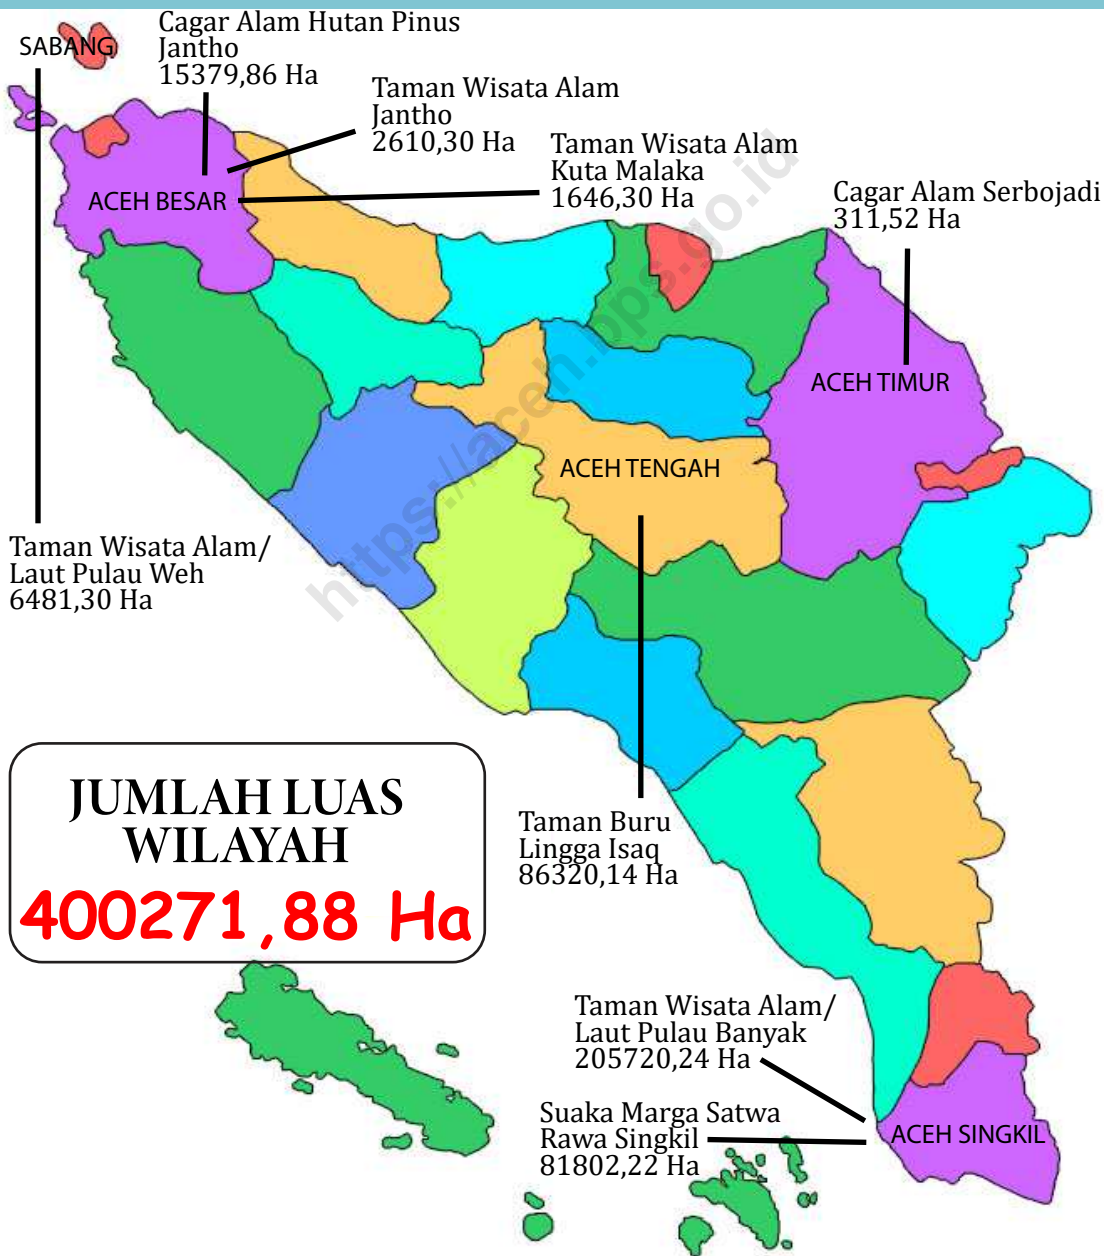 SABANG
Cagar Alam Hutan Pinus
Jantho
15379,86 Ha
Taman Wisata Alam
Jantho
2610,30 Ha
Taman Wisata Alam
Kuta Malaka
1646,30 Ha
Cagar Alam Serbojadi
311,52 Ha
ACEH BESAR
ACEH TIMUR
ACEH TENGAH
https://aceh.bps.go.id
Taman Wisata Alam/
Laut Pulau Weh
6481,30 Ha
JUMLAH LUAS
WILAYAH
400271,88 Ha
Taman Buru
Lingga Isaq
86320,14 Ha
Taman Wisata Alam/
Laut Pulau Banyak
205720,24 Ha
Suaka Marga Satwa
Rawa Singkil
81802,22 Ha
ACEH SINGKIL